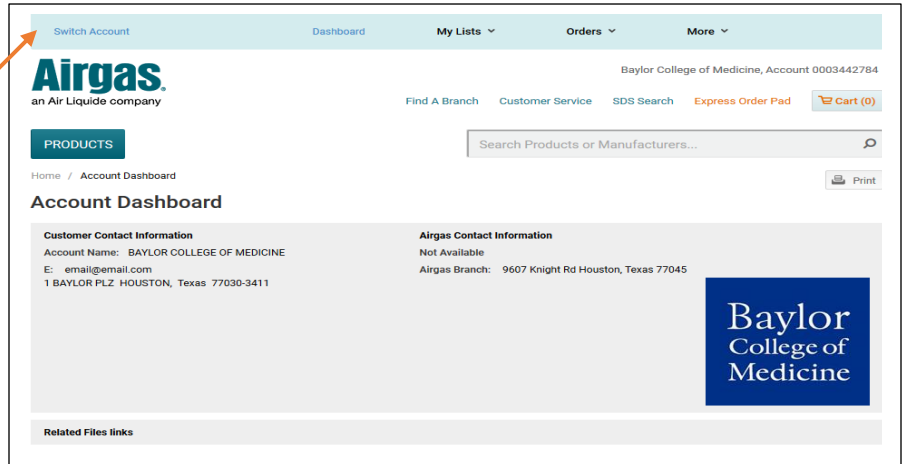 Switch Account Dashboard My Lists Orders More
Airgas.
an Air Liquide company
Baylor College of Medicine, Account 0003442784
Find A Branch Customer Service SDS Search Express Order Pad Cart (0)
PRODUCTS Search Products or Manufacturers...
Home / Account Dashboard Print
Account Dashboard
Customer Contact Information
Account Name: BAYLOR COLLEGE OF MEDICINE
E: email@email.com
1 BAYLOR PLZ HOUSTON, Texas 77030-3411
Airgas Contact Information
Not Available
Airgas Branch: 9607 Knight Rd Houston, Texas 77045
Baylor
College of
Medicine
Related Files links